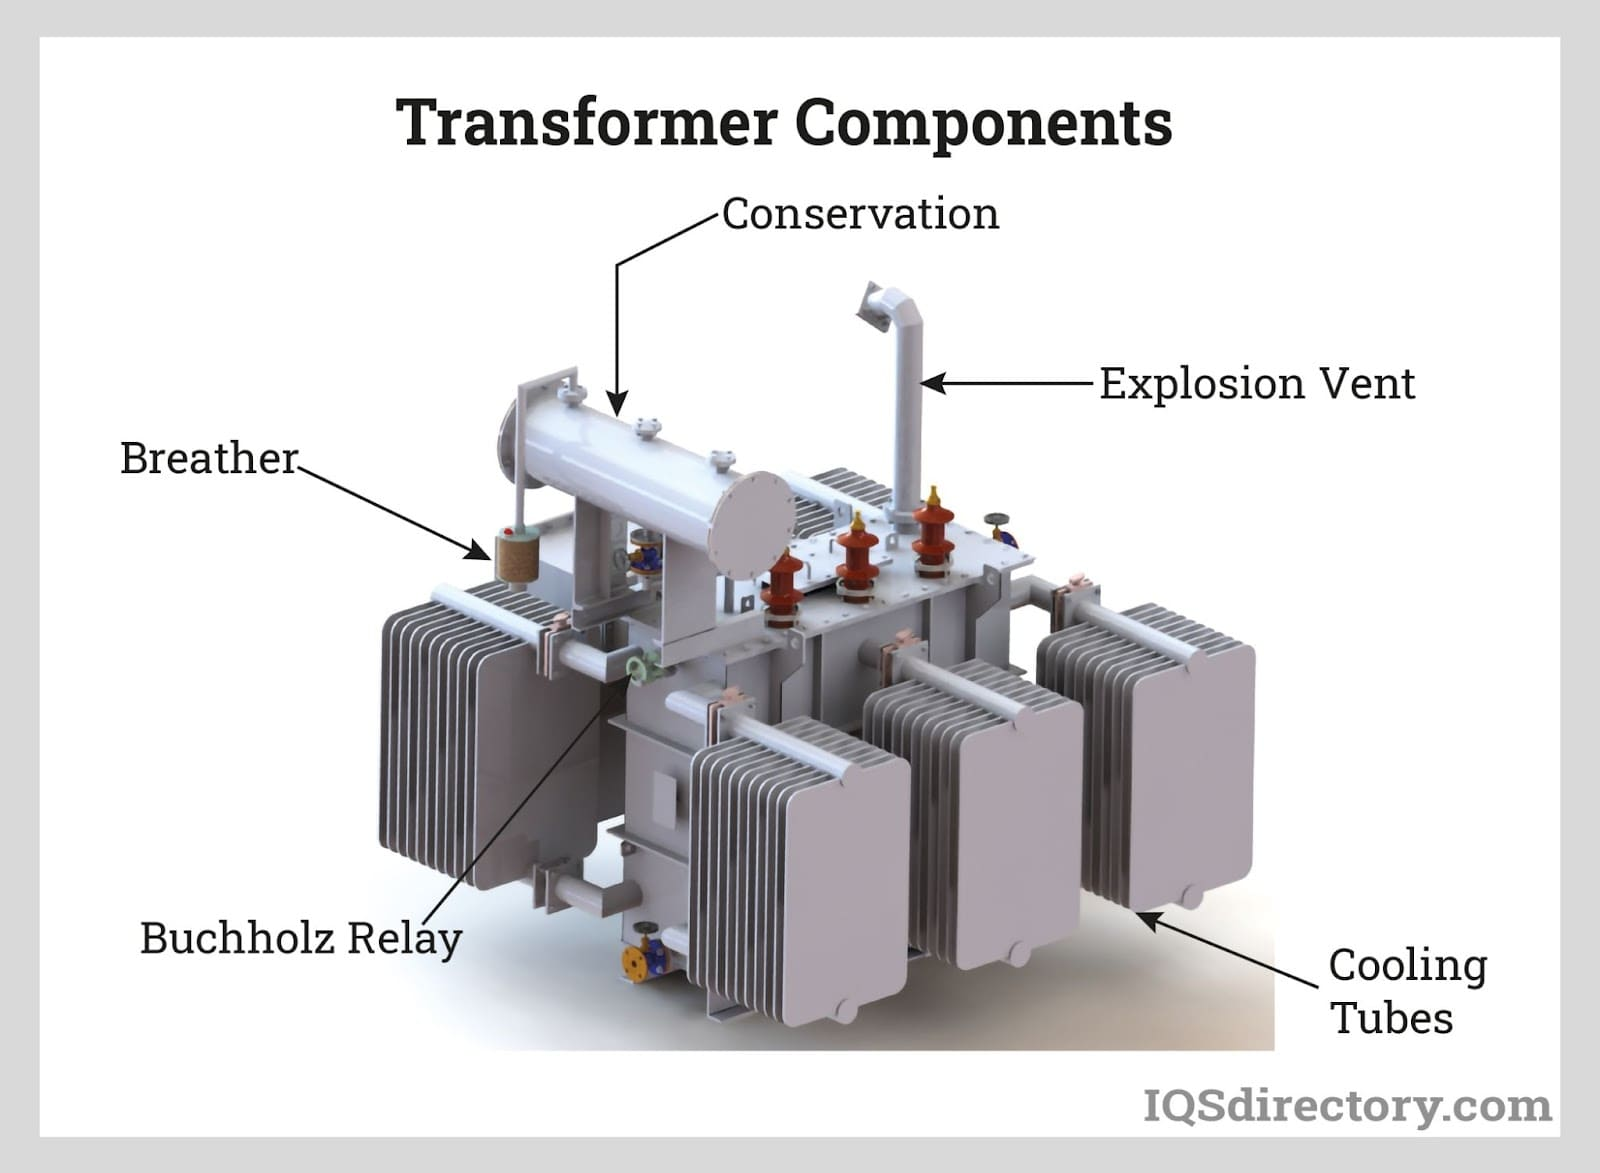 Transformer Components
Conservation
Explosion Vent
Breather
Buchholz Relay
Cooling
Tubes
IQSdirectory.com